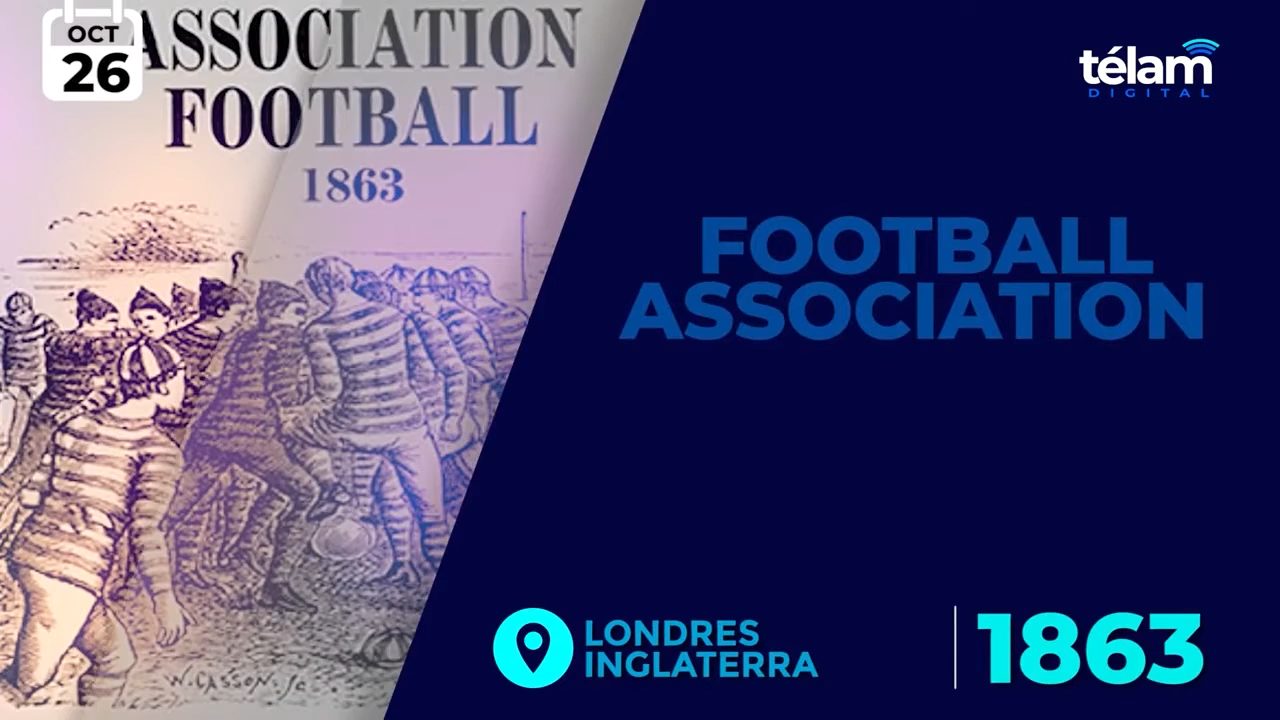 OCT
26
ASSOCIATION
FOOTBALL
1863
télam
DIGITAL
FOOTBALL
ASSOCIATION
W. CASSON. Sc
LONDRES
INGLATERRA
1863